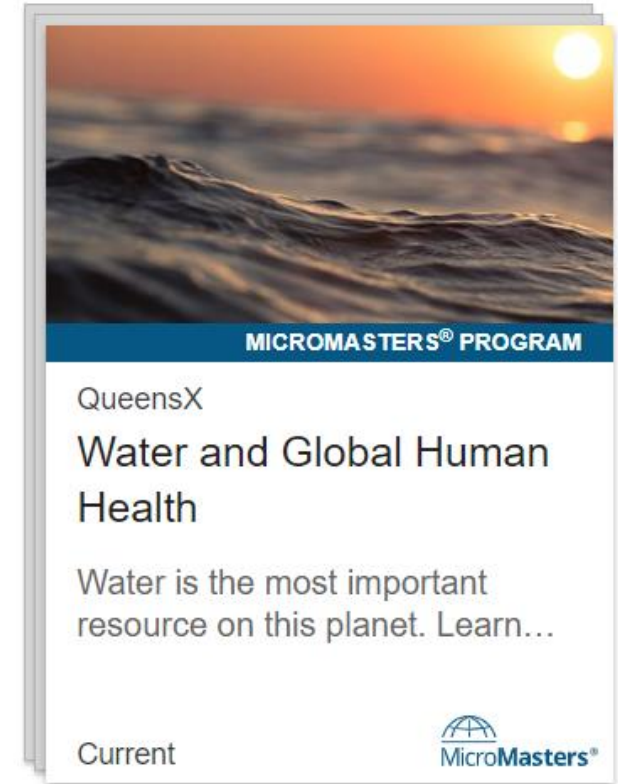 MICROMASTERS® PROGRAM
QueensX
Water and Global Human
Health
Water is the most important
resource on this planet. Learn…
Current
MicroMasters®